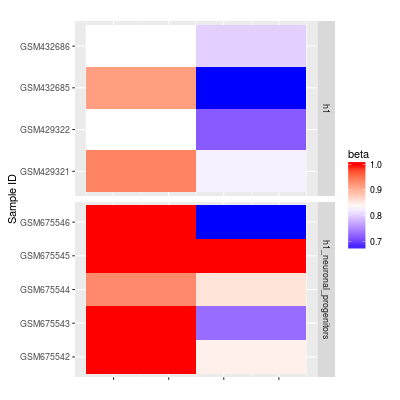 Sample ID
GSM432686
GSM432685
GSM429322
GSM429321
h1
GSM675546
GSM675545
GSM675544
GSM675543
GSM675542
h1_neuronal_progenitors
beta
1.0
0.9
0.8
0.7